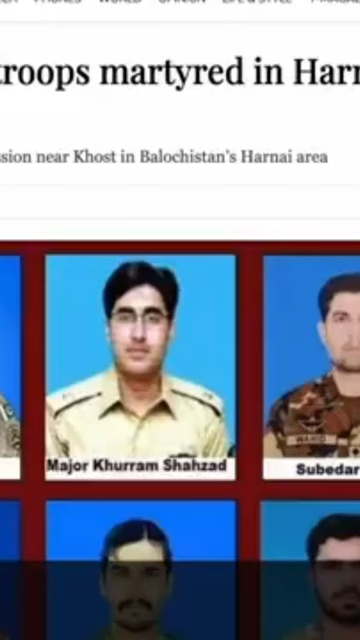 troops martyred in Harn
ssion near Khost in Balochistan's Harnai area
Major Khurram Shahzad
Subedar
WAHID